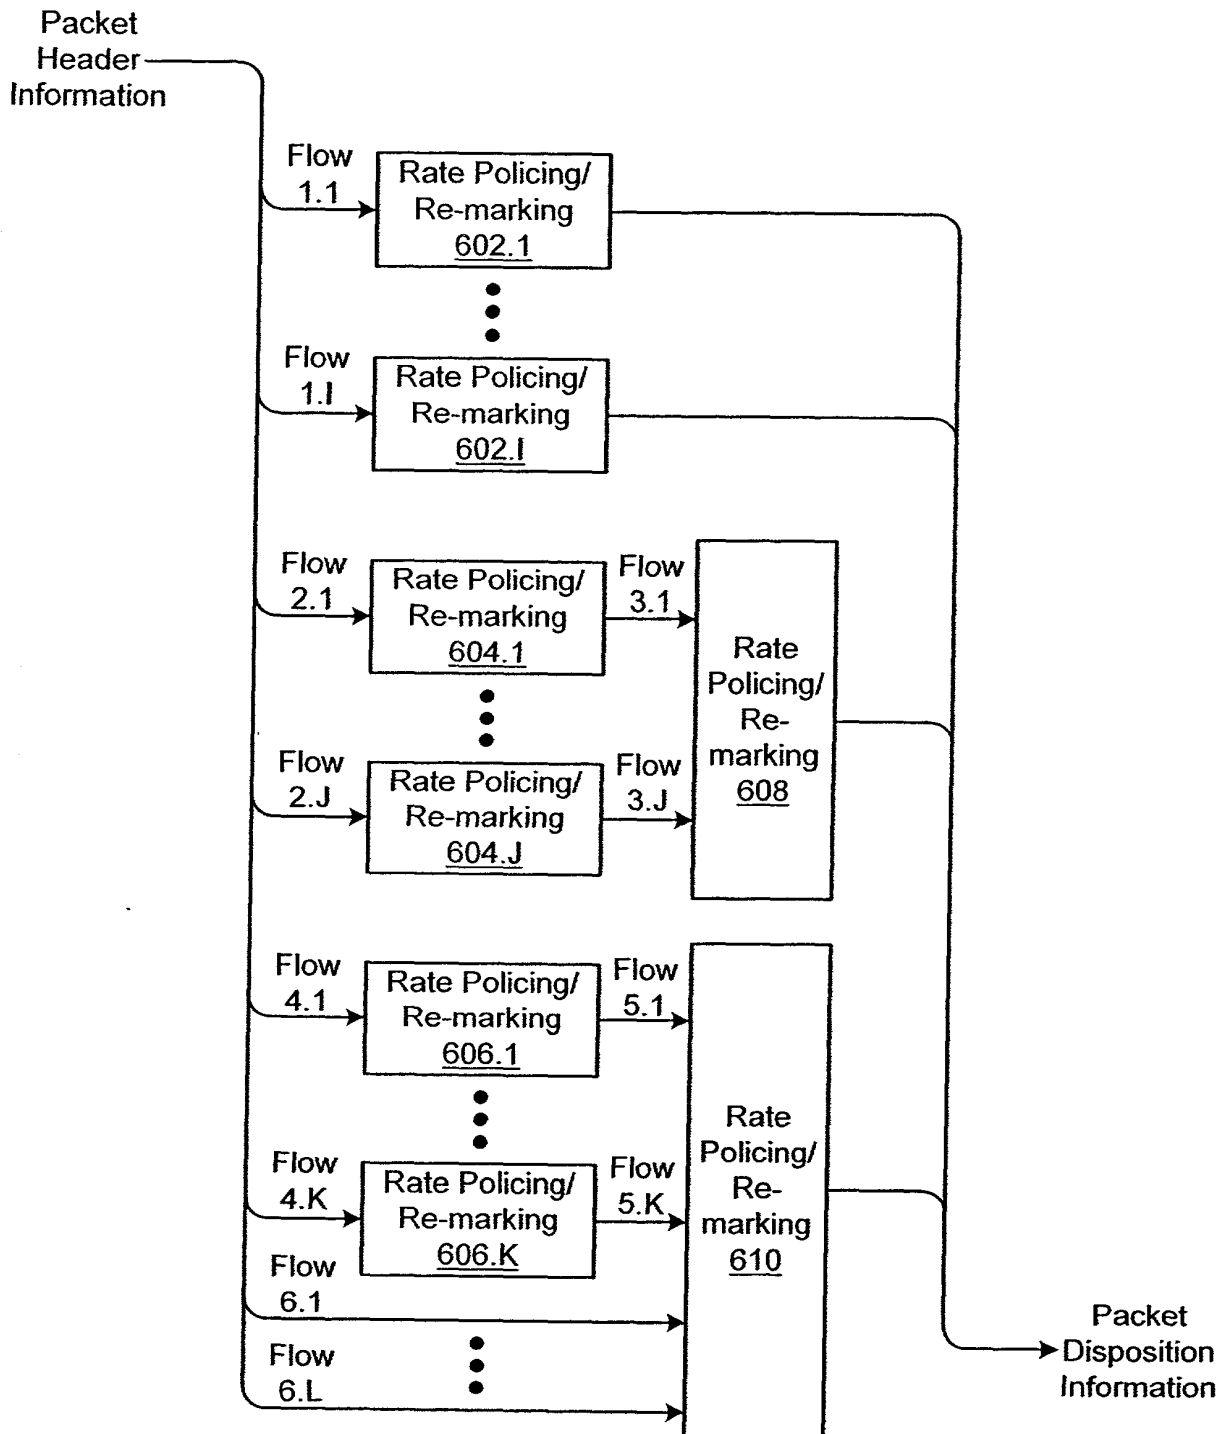 Packet
Header
Information
Flow
1.1
Rate Policing/
Re-marking
602.1
Flow
1.I
Rate Policing/
Re-marking
602.I
Flow
2.1
Rate Policing/
Re-marking
604.1
Flow
3.1
Flow
2.J
Rate Policing/
Re-marking
604.J
Flow
3.J
Rate
Policing/
Re-
marking
608
Flow
4.1
Rate Policing/
Re-marking
606.1
Flow
5.1
Flow
4.K
Rate Policing/
Re-marking
606.K
Flow
5.K
Flow
6.1
Flow
6.L
Rate
Policing/
Re-
marking
610
Packet
Disposition
Information